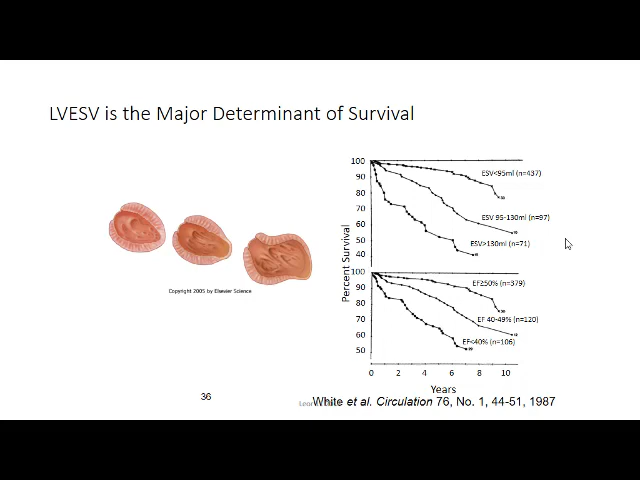 LVESV is the Major Determinant of Survival
Copyright 2005 by Elsevier Science
Percent Survival
100
90
80
70
60
50
40
ESV<95ml (n=437)
ESV 95-130ml (n=97)
ESV>130ml (n=71)
100
90
80
70
60
50
EF≥50% (n=379)
EF 40-49% (n=120)
EF<40% (n=106)
0 2 4 6 8 10
Years
36
White et al. Circulation 76, No. 1, 44-51, 1987